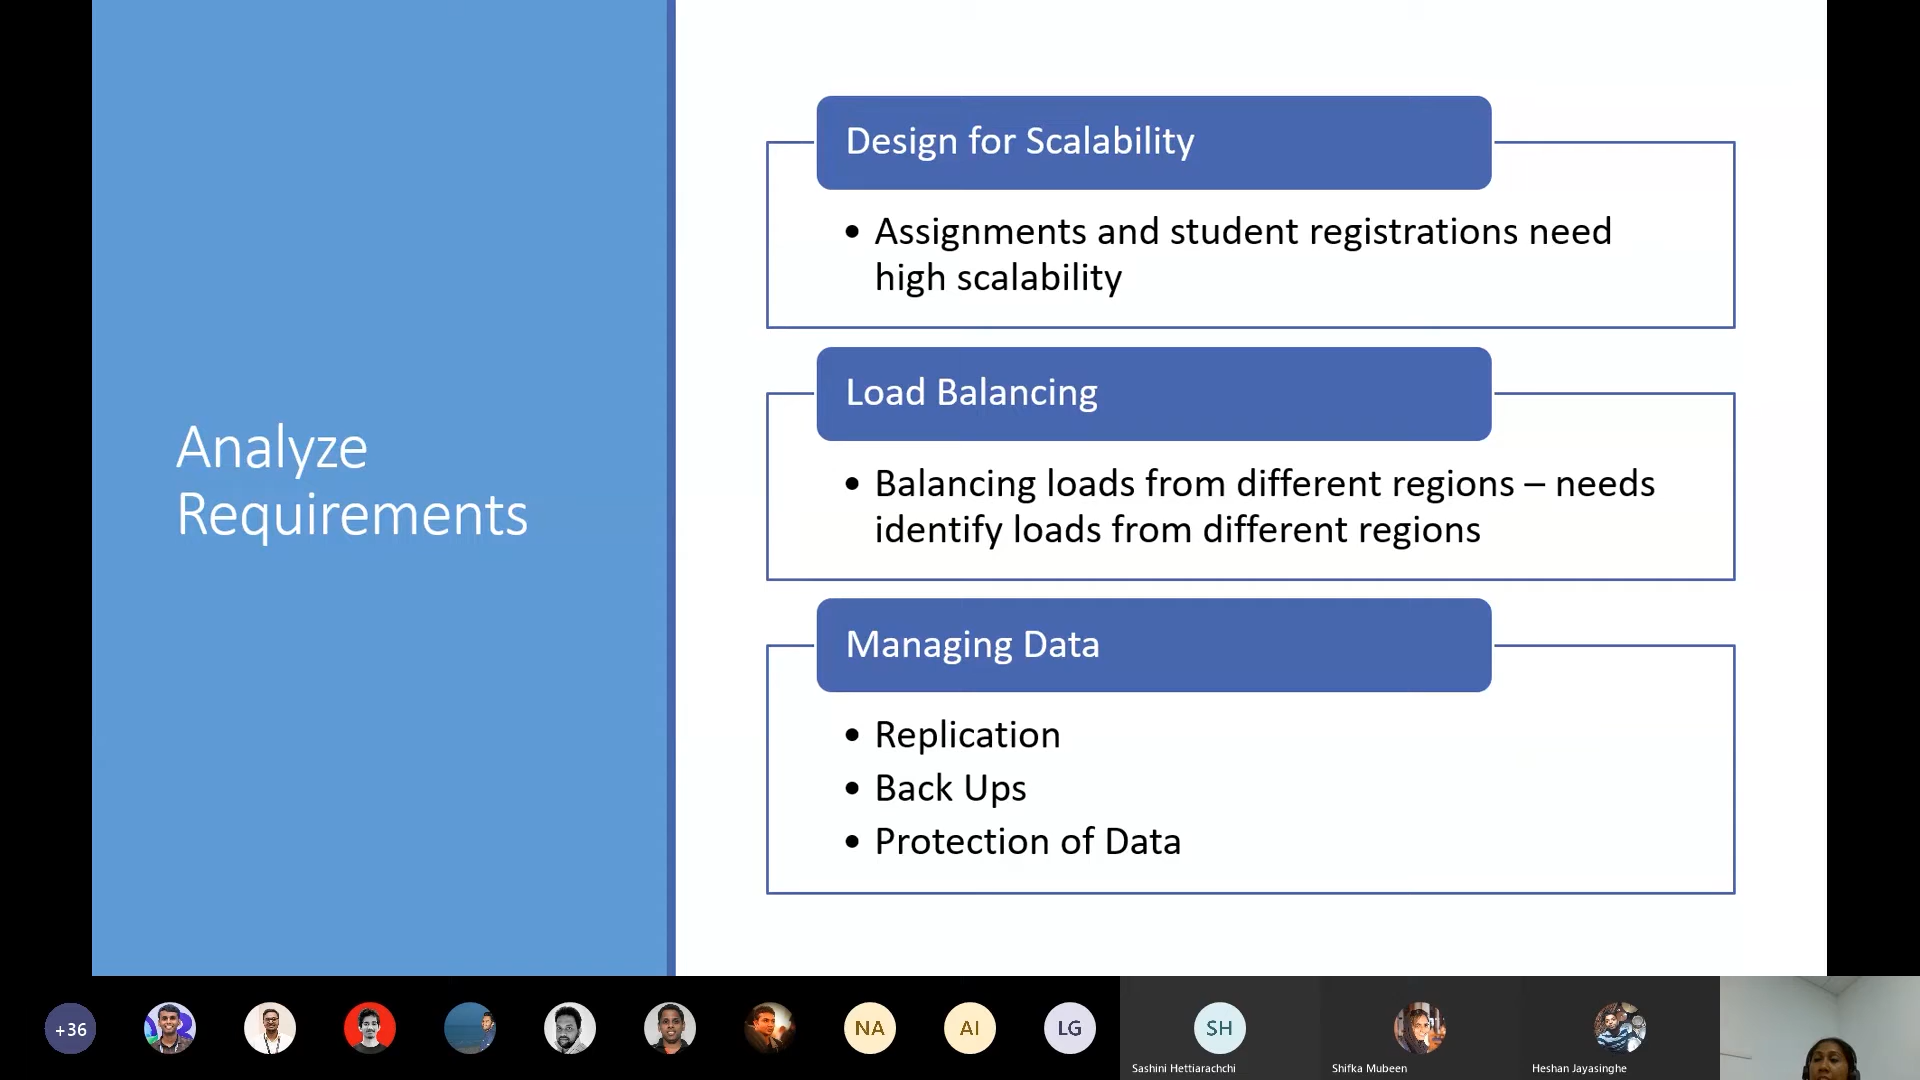 Analyze
Requirements
Design for Scalability
• Assignments and student registrations need
high scalability
Load Balancing
• Balancing loads from different regions – needs
identify loads from different regions
Managing Data
• Replication
• Back Ups
• Protection of Data
+36
NA
AI
LG
SH
Sashini Hettiarachchi
Shifka Mubeen
Heshan Jayasinghe